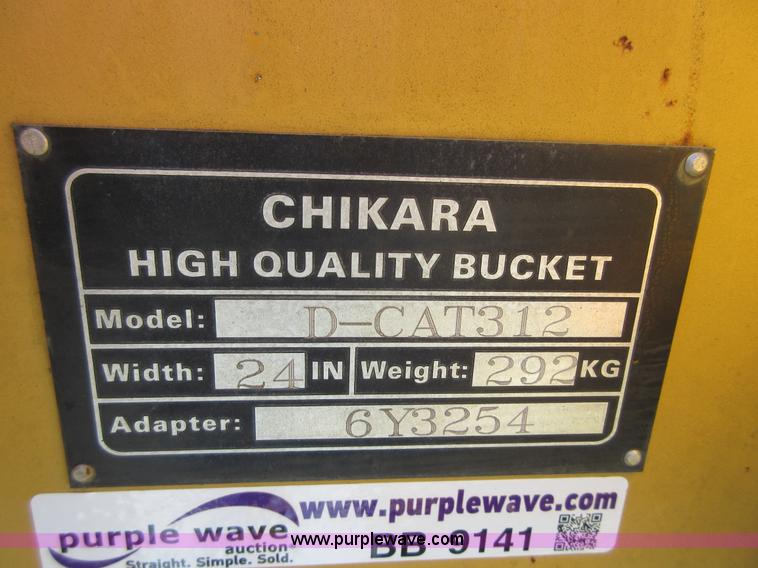 CHIKARA
HIGH QUALITY BUCKET
Model: D-CAT312
Width: 24 IN Weight: 292 KG
Adapter: 6Y3254
www.purplewave.com
purple wave
auction®
Straight. Simple. Sold.
BB 9141
www.purplewave.com